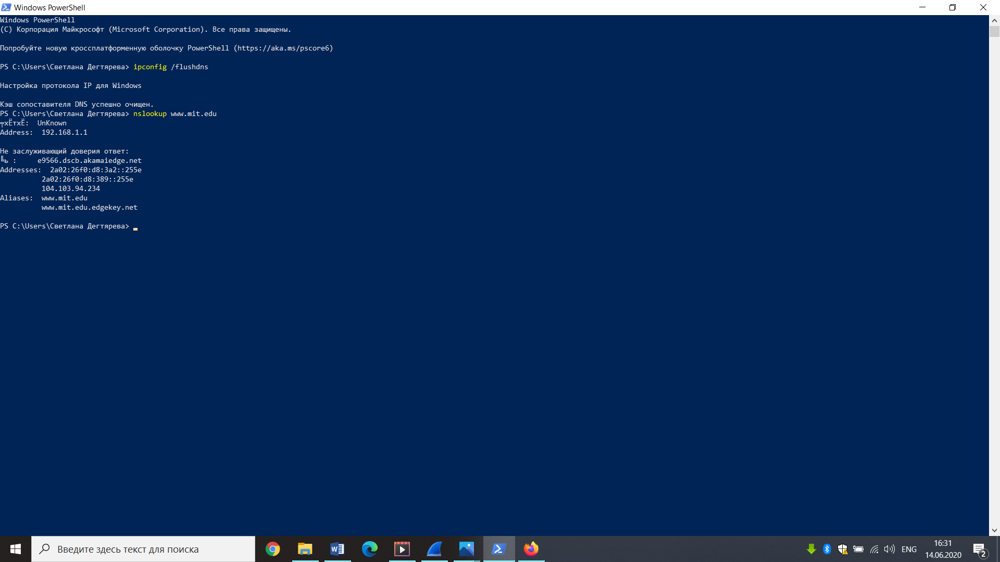 Windows PowerShell
Windows PowerShell
(C) Корпорация Майкрософт (Microsoft Corporation). Все права защищены.
Попробуйте новую кроссплатформенную оболочку PowerShell (https://aka.ms/pscore6)
PS C:\Users\Светлана Дегтярева> ipconfig /flushdns
Настройка протокола IP для Windows
Кэш сопоставителя DNS успешно очищен.
PS C:\Users\Светлана Дегтярева> nslookup www.mit.edu
╤хЁтхЁ:  UnKnown
Address:  192.168.1.1
Не заслуживающий доверия ответ:
╚ь :     e9566.dscb.akamaiedge.net
Addresses:  2a02:26f0:d8:3a2::255e
2a02:26f0:d8:389::255e
104.103.94.234
Aliases:  www.mit.edu
www.mit.edu.edgekey.net
PS C:\Users\Светлана Дегтярева>
Введите здесь текст для поиска
ENG
16:31
14.06.2020
2